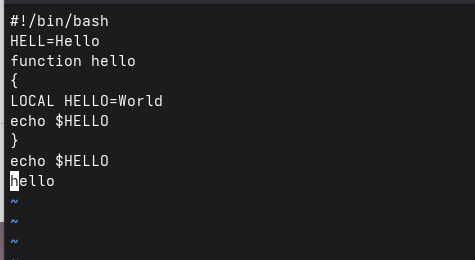 #!/bin/bash
HELL=Hello
function hello
{
LOCAL HELLO=World
echo $HELLO
}
echo $HELLO
hello
~
~
~